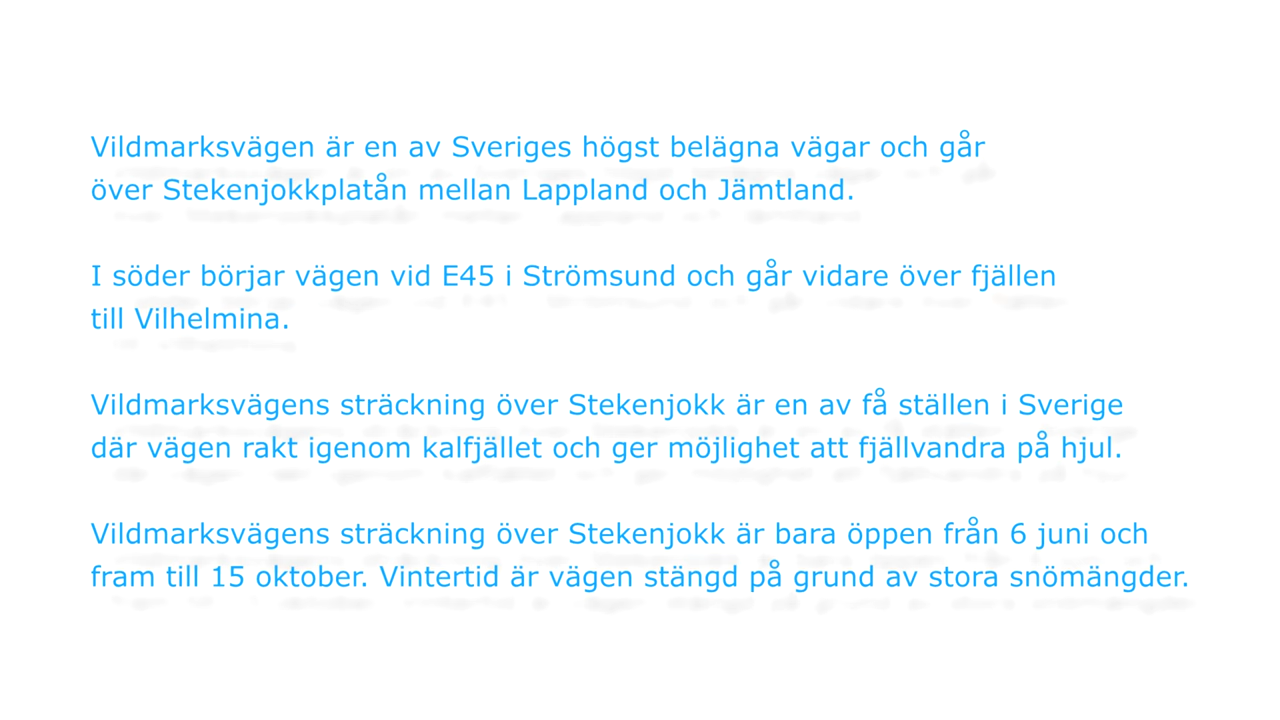 Vildmarksvägen är en av Sveriges högst belägna vägar och går
över Stekenjokkplatån mellan Lappland och Jämtland.
I söder börjar vägen vid E45 i Strömsund och går vidare över fjällen
till Vilhelmina.
Vildmarksvägens sträckning över Stekenjokk är en av få ställen i Sverige
där vägen rakt igenom kalfjället och ger möjlighet att fjällvandra på hjul.
Vildmarksvägens sträckning över Stekenjokk är bara öppen från 6 juni och
fram till 15 oktober. Vintertid är vägen stängd på grund av stora snömängder.